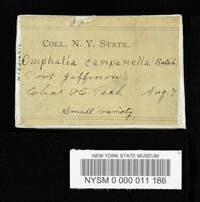 COLL. N. Y. STATE.
Omphalia campanella Batsch
Port Jefferson
Chas. H. Peck Aug. 7
Small variety
NEW YORK STATE MUSEUM
NYSM 0 000 011 186